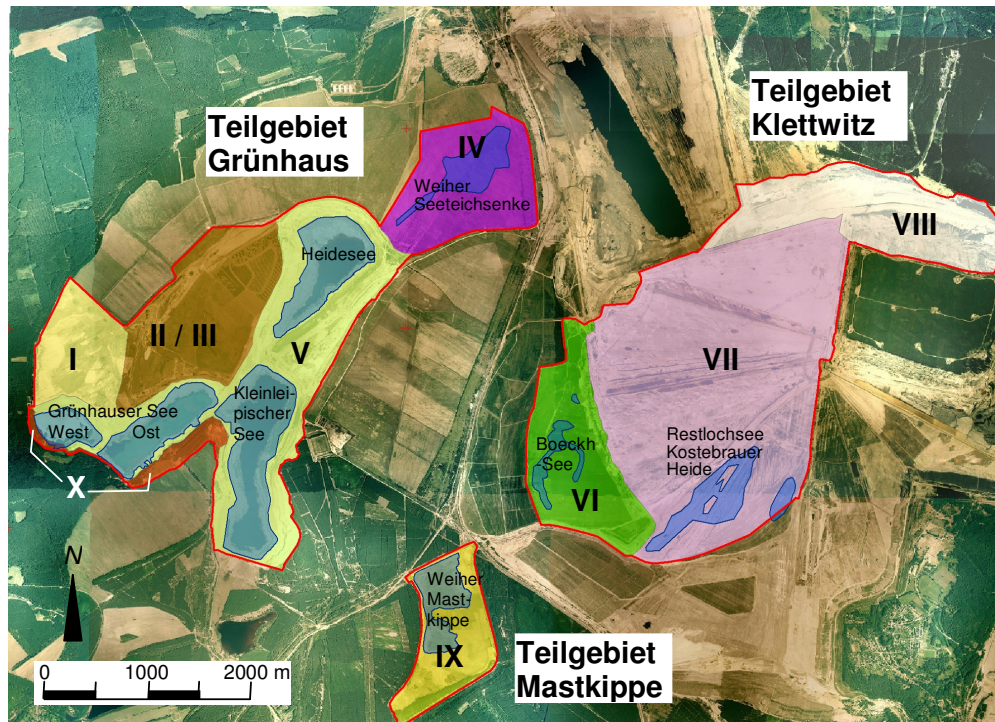 Teilgebiet
Grünhaus
Teilgebiet
Klettwitz
IV
Weiher
Seeteichsenke
VIII
Heidesee
I
II / III
V
VII
Kleinlei-
pischer
See
Grünhauser See
West
Ost
X
Boeckh
-See
VI
Restlochsee
Kostebrauer
Heide
N
Weiher
Mast-
kippe
IX
Teilgebiet
Mastkippe
0 1000 2000 m